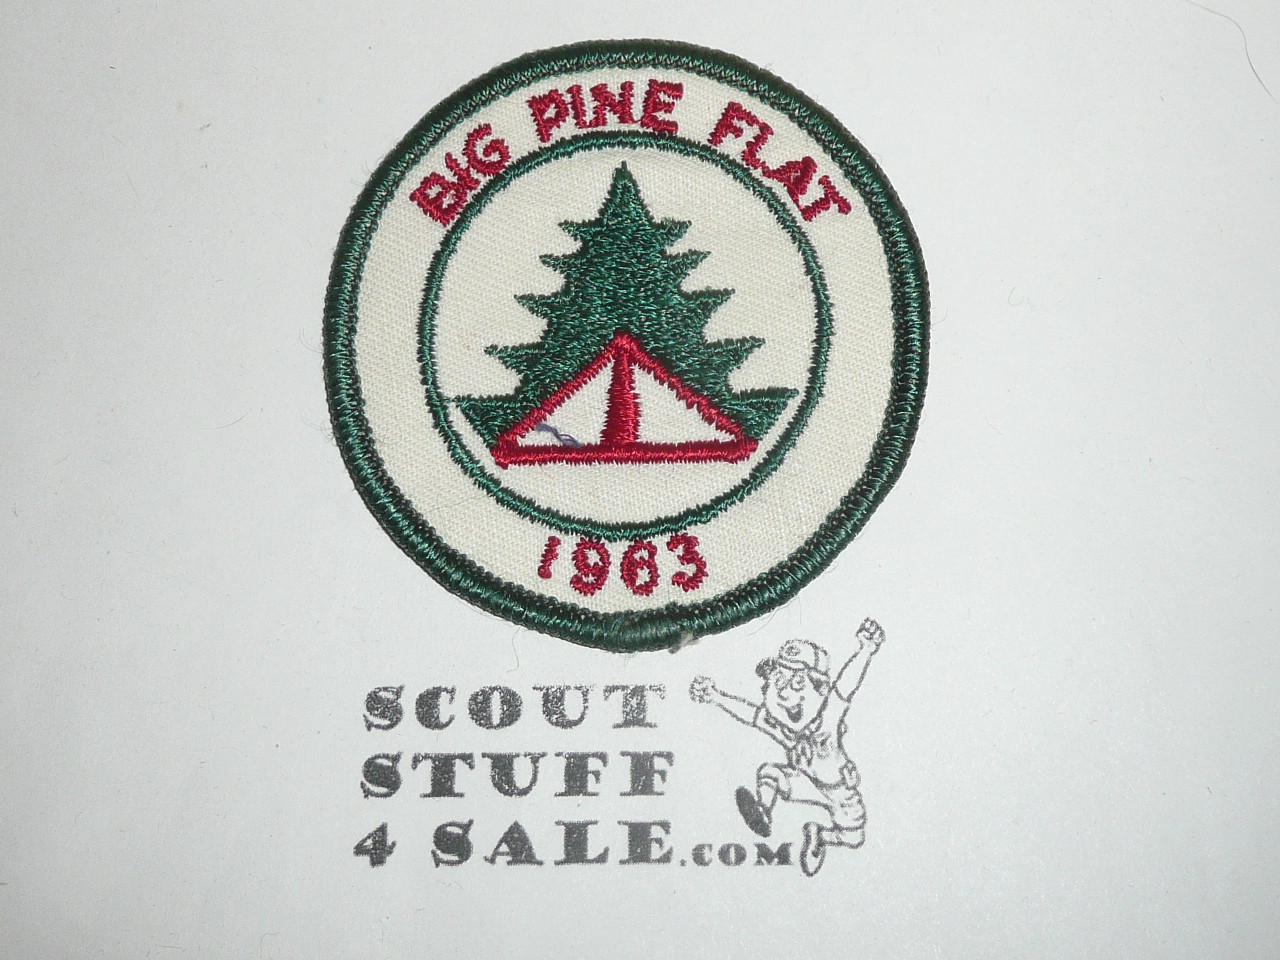 BIG PINE FLAT
1963
SCOUT
STUFF
4 SALE.COM